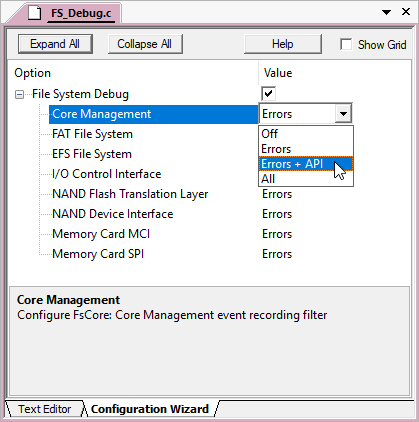 FS_Debug.c
Expand All Collapse All Help Show Grid
Option Value
File System Debug
Core Management Errors
FAT File System Off
EFS File System Errors
I/O Control Interface Errors + API
All
NAND Flash Translation Layer Errors
NAND Device Interface Errors
Memory Card MCI Errors
Memory Card SPI Errors
Core Management
Configure FsCore: Core Management event recording filter
Text Editor Configuration Wizard